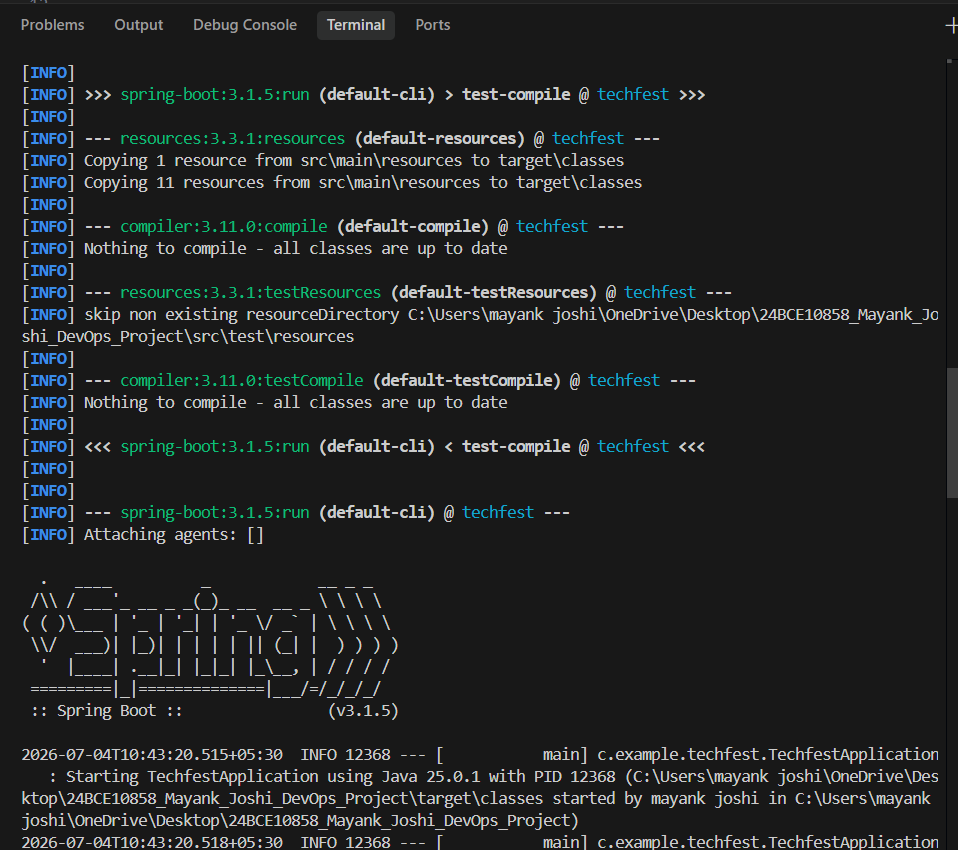 Problems Output Debug Console Terminal Ports
[INFO]
[INFO] >>> spring-boot:3.1.5:run (default-cli) > test-compile @ techfest >>>
[INFO]
[INFO] --- resources:3.3.1:resources (default-resources) @ techfest ---
[INFO] Copying 1 resource from src\main\resources to target\classes
[INFO] Copying 11 resources from src\main\resources to target\classes
[INFO]
[INFO] --- compiler:3.11.0:compile (default-compile) @ techfest ---
[INFO] Nothing to compile - all classes are up to date
[INFO]
[INFO] --- resources:3.3.1:testResources (default-testResources) @ techfest ---
[INFO] skip non existing resourceDirectory C:\Users\mayank joshi\OneDrive\Desktop\24BCE10858_Mayank_Jo
shi_DevOps_Project\src\test\resources
[INFO]
[INFO] --- compiler:3.11.0:testCompile (default-testCompile) @ techfest ---
[INFO] Nothing to compile - all classes are up to date
[INFO]
[INFO] <<< spring-boot:3.1.5:run (default-cli) < test-compile @ techfest <<<
[INFO]
[INFO]
[INFO] --- spring-boot:3.1.5:run (default-cli) @ techfest ---
[INFO] Attaching agents: []
  .   ____          _            __ _ _
 /\\ / ___'_ __ _ _(_)_ __  __ _ \ \ \ \
( ( )\___ | '_ | '_| | '_ \/ _` | \ \ \ \
 \\/  ___)| |_)| | | | | || (_| |  ) ) ) )
  '  |____| .__|_| |_|_| |_\__, | / / / /
 =========|_|==============|___/=/_/_/_/
 :: Spring Boot ::                (v3.1.5)
2026-07-04T10:43:20.515+05:30  INFO 12368 --- [           main] c.example.techfest.TechfestApplication
   : Starting TechfestApplication using Java 25.0.1 with PID 12368 (C:\Users\mayank joshi\OneDrive\Des
ktop\24BCE10858_Mayank_Joshi_DevOps_Project\target\classes started by mayank joshi in C:\Users\mayank
joshi\OneDrive\Desktop\24BCE10858_Mayank_Joshi_DevOps_Project)
2026-07-04T10:43:20.518+05:30  INFO 12368 --- [           main] c.example.techfest.TechfestApplication